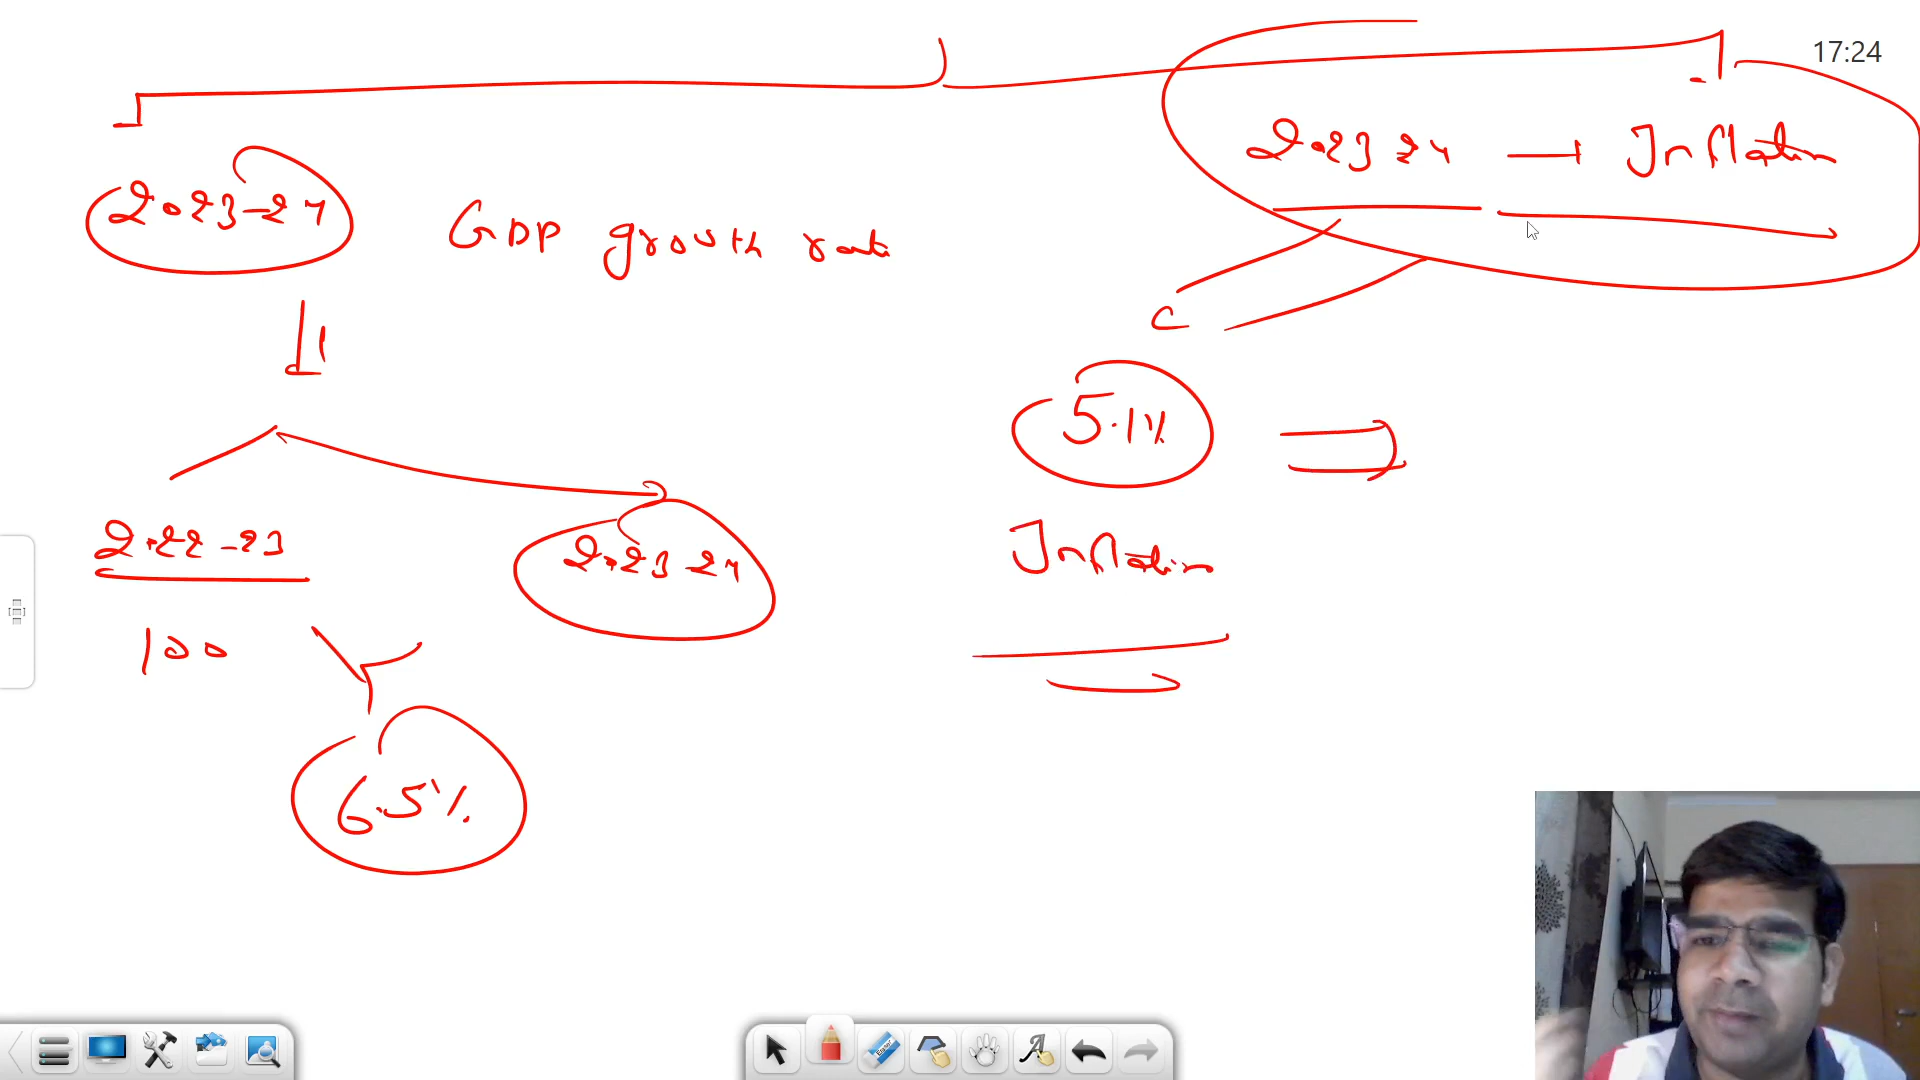 17:24
2023-24 GDP growth rate
2023 24 → Inflation
2022-23
2023-24
100
6.5%
C
5.1%
Inflation